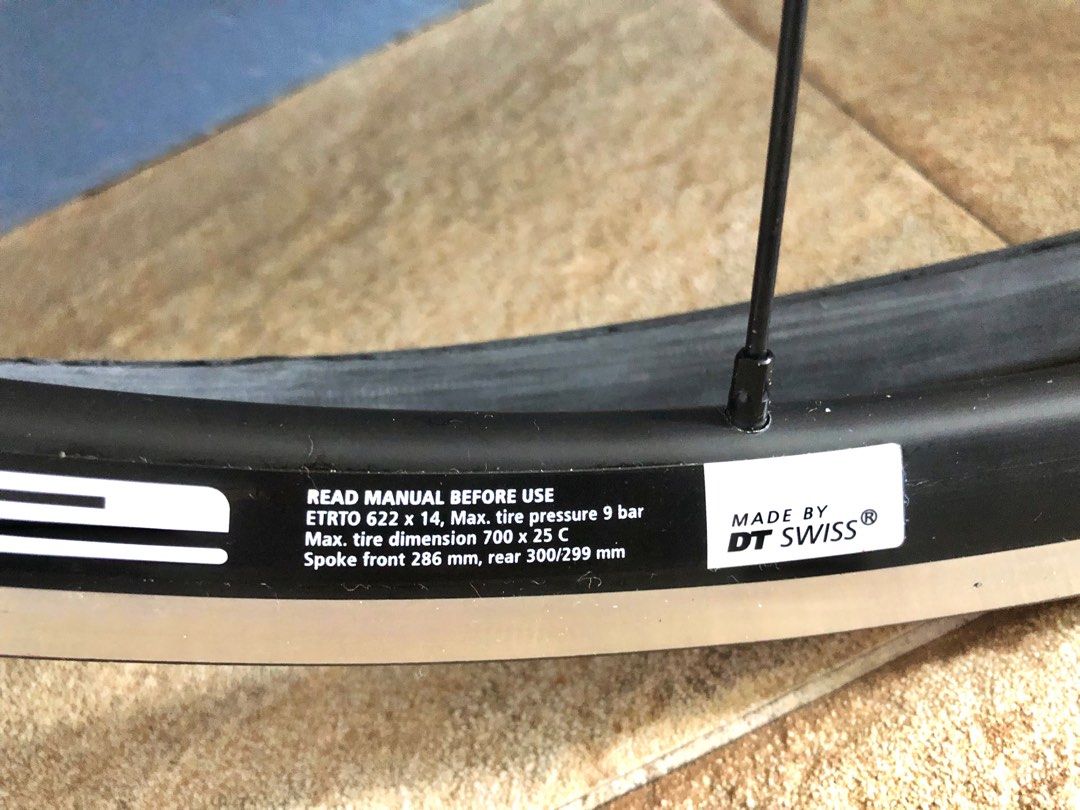 READ MANUAL BEFORE USE
ETRTO 622 x 14, Max. tire pressure 9 bar
Max. tire dimension 700 x 25 C
Spoke front 286 mm, rear 300/299 mm
MADE BY
DT SWISS®